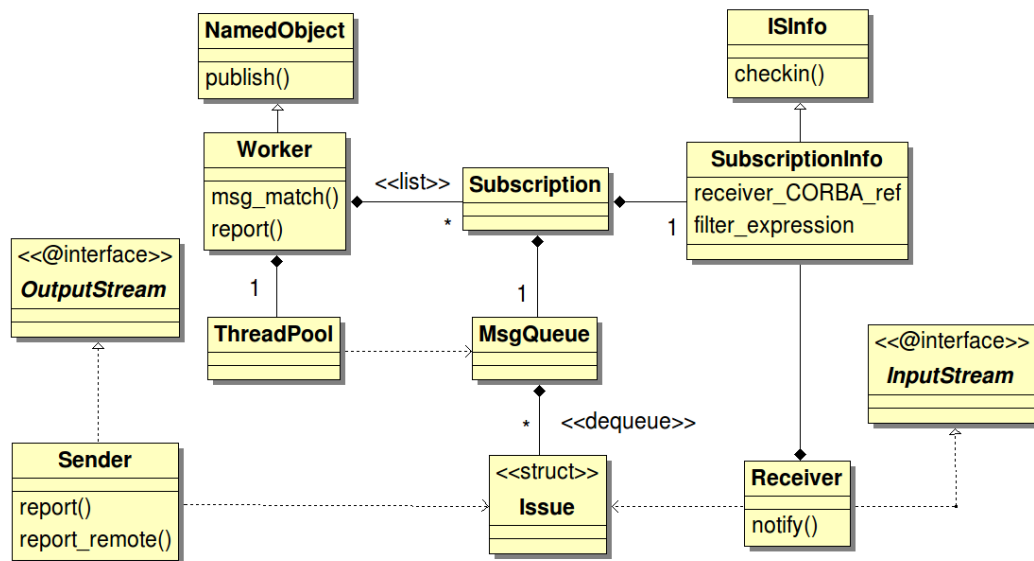 NamedObject
publish()
ISInfo
checkin()
Worker
msg_match()
report()
<<list>>
*
Subscription
1
SubscriptionInfo
receiver_CORBA_ref
filter_expression
<<@interface>>
OutputStream
1
ThreadPool
1
MsgQueue
<<@interface>>
InputStream
*
<<dequeue>>
Sender
report()
report_remote()
<<struct>>
Issue
Receiver
notify()